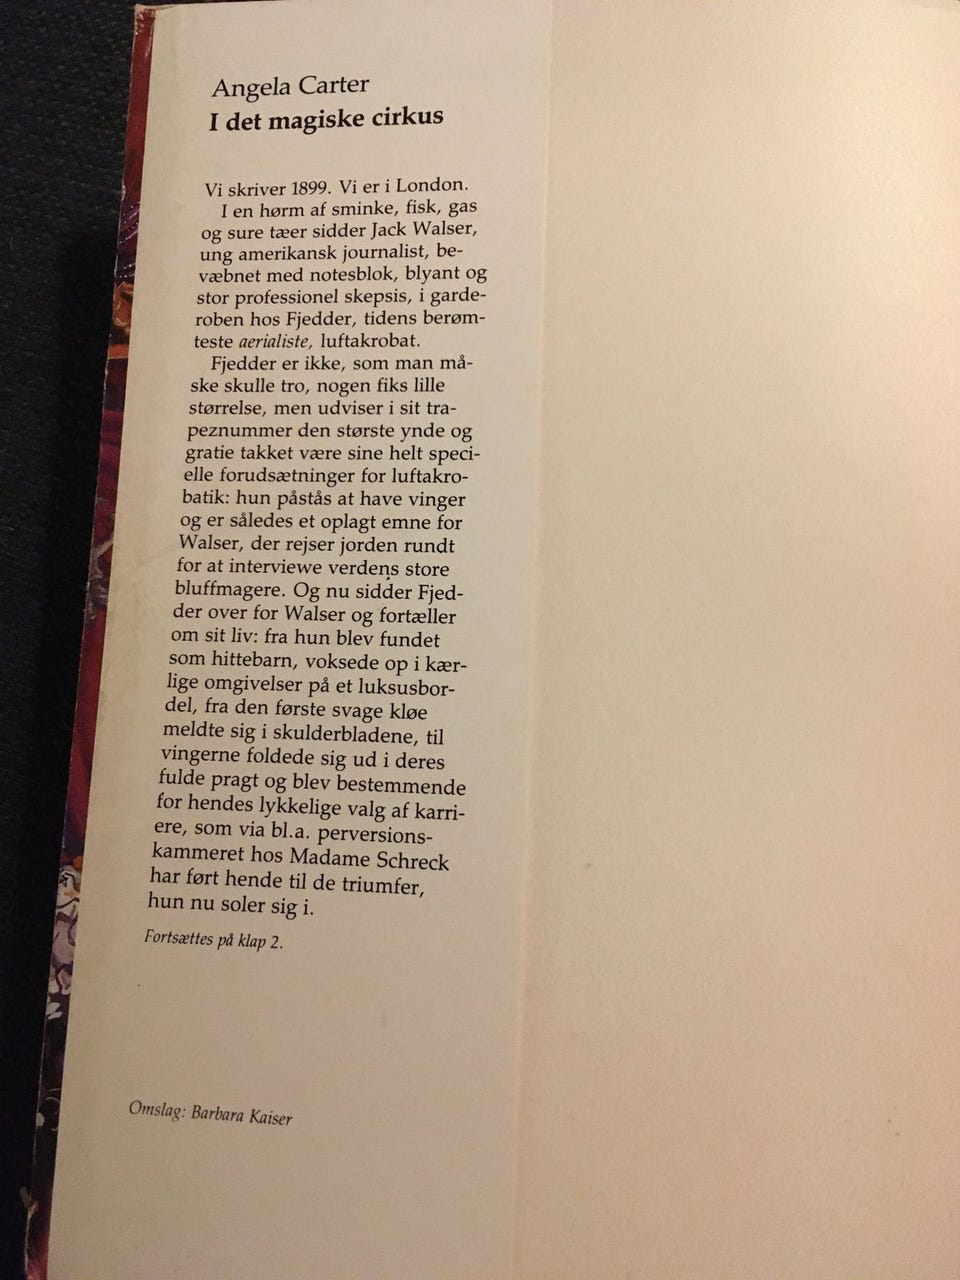 Angela Carter
I det magiske cirkus
Vi skriver 1899. Vi er i London.
I en hørm af sminke, fisk, gas
og sure tæer sidder Jack Walser,
ung amerikansk journalist, be-
væbnet med notesblok, blyant og
stor professionel skepsis, i garde-
roben hos Fjedder, tidens berøm-
teste aerialiste, luftakrobat.
Fjedder er ikke, som man må-
ske skulle tro, nogen fiks lille
størrelse, men udviser i sit tra-
peznummer den største ynde og
gratie takket være sine helt speci-
elle forudsætninger for luftakro-
batik: hun påstås at have vinger
og er således et oplagt emne for
Walser, der rejser jorden rundt
for at interviewe verdens store
bluffmagere. Og nu sidder Fjed-
der over for Walser og fortæller
om sit liv: fra hun blev fundet
som hittebarn, voksede op i kær-
lige omgivelser på et luksusbor-
del, fra den første svage kløe
meldte sig i skulderbladene, til
vingerne foldede sig ud i deres
fulde pragt og blev bestemmende
for hendes lykkelige valg af karri-
ere, som via bl.a. perversions-
kammeret hos Madame Schreck
har ført hende til de triumfer,
hun nu soler sig i.
Fortsættes på klap 2.
Omslag: Barbara Kaiser